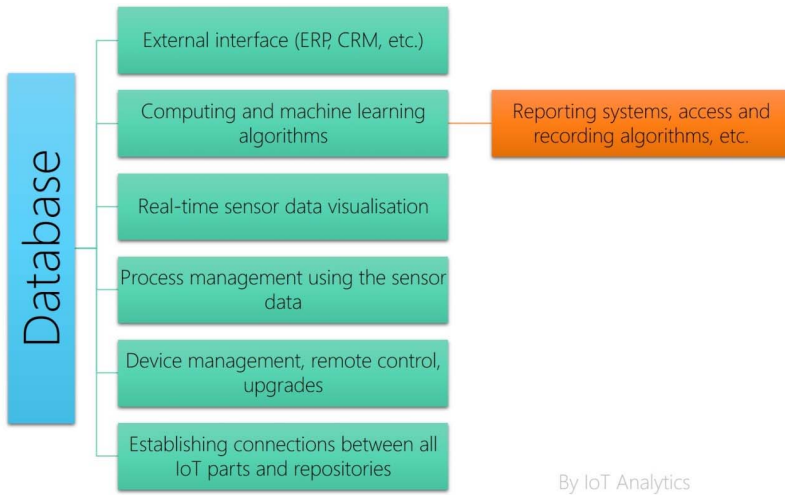 Database
External interface (ERP, CRM, etc.)
Computing and machine learning
algorithms
Reporting systems, access and
recording algorithms, etc.
Real-time sensor data visualisation
Process management using the sensor
data
Device management, remote control,
upgrades
Establishing connections between all
IoT parts and repositories
By IoT Analytics